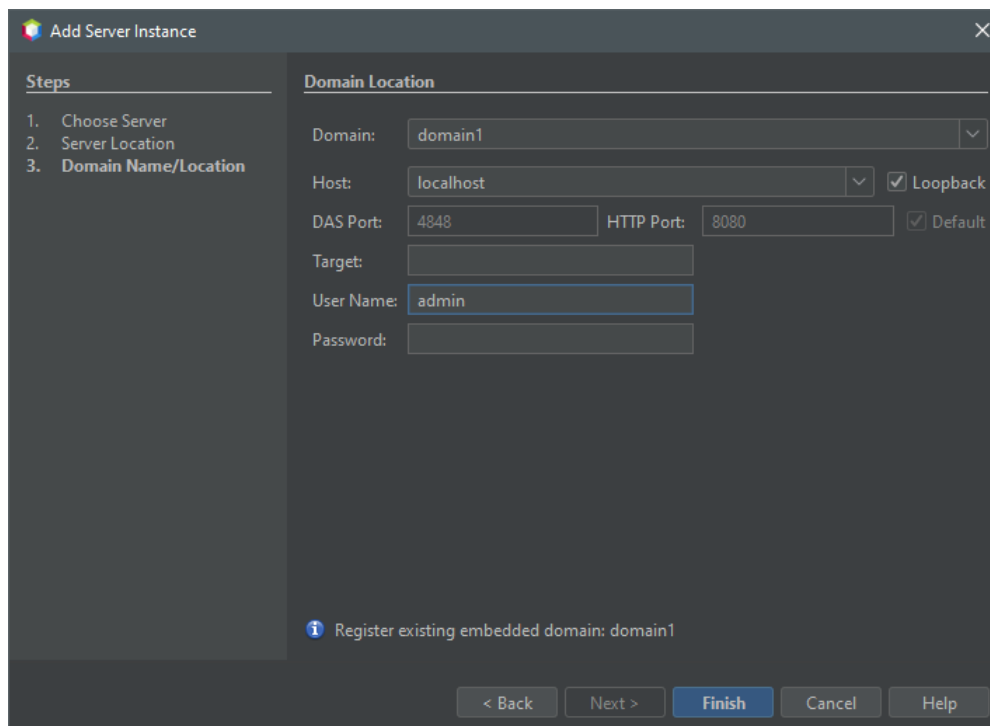 Add Server Instance
Steps
1. Choose Server
2. Server Location
3. Domain Name/Location
Domain Location
Domain: domain1
Host: localhost Loopback
DAS Port: 4848 HTTP Port: 8080 Default
Target:
User Name: admin
Password:
Register existing embedded domain: domain1
< Back Next > Finish Cancel Help